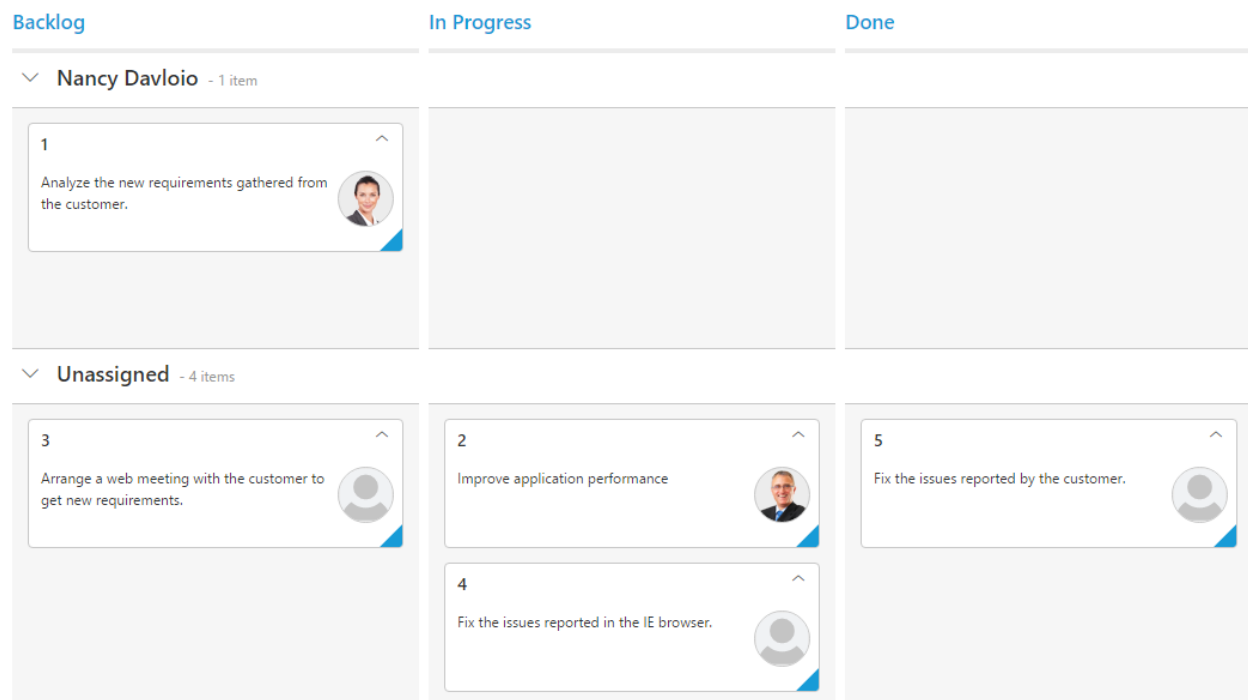 Backlog
In Progress
Done
Nancy Davloio - 1 item
1
Analyze the new requirements gathered from
the customer.
Unassigned - 4 items
3
Arrange a web meeting with the customer to
get new requirements.
2
Improve application performance
4
Fix the issues reported in the IE browser.
5
Fix the issues reported by the customer.